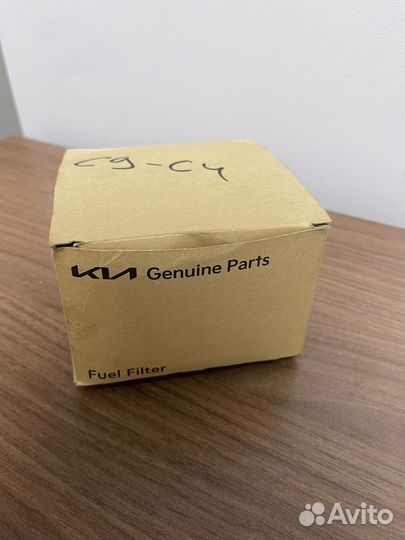 C9-C4
KIA Genuine Parts
Fuel Filter
Avito